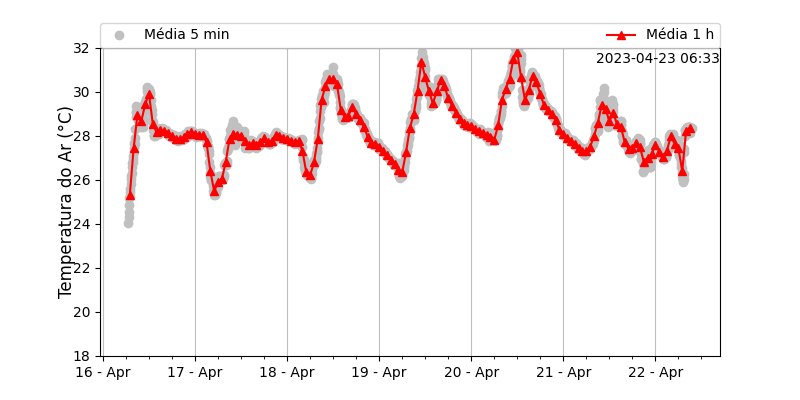 Média 5 min
Média 1 h
2023-04-23 06:33
Temperatura do Ar (°C)
32
30
28
26
24
22
20
18
16 - Apr
17 - Apr
18 - Apr
19 - Apr
20 - Apr
21 - Apr
22 - Apr